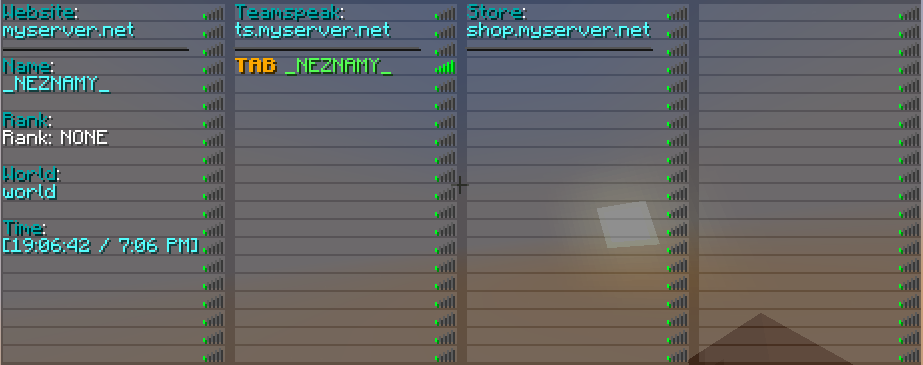 Website:
myserver.net
Name:
_NEZNAMY_
Rank:
Rank: NONE
World:
world
Time:
[19:06:42 / 7:06 PM]
Teamspeak:
ts.myserver.net
TAB _NEZNAMY_
Store:
shop.myserver.net